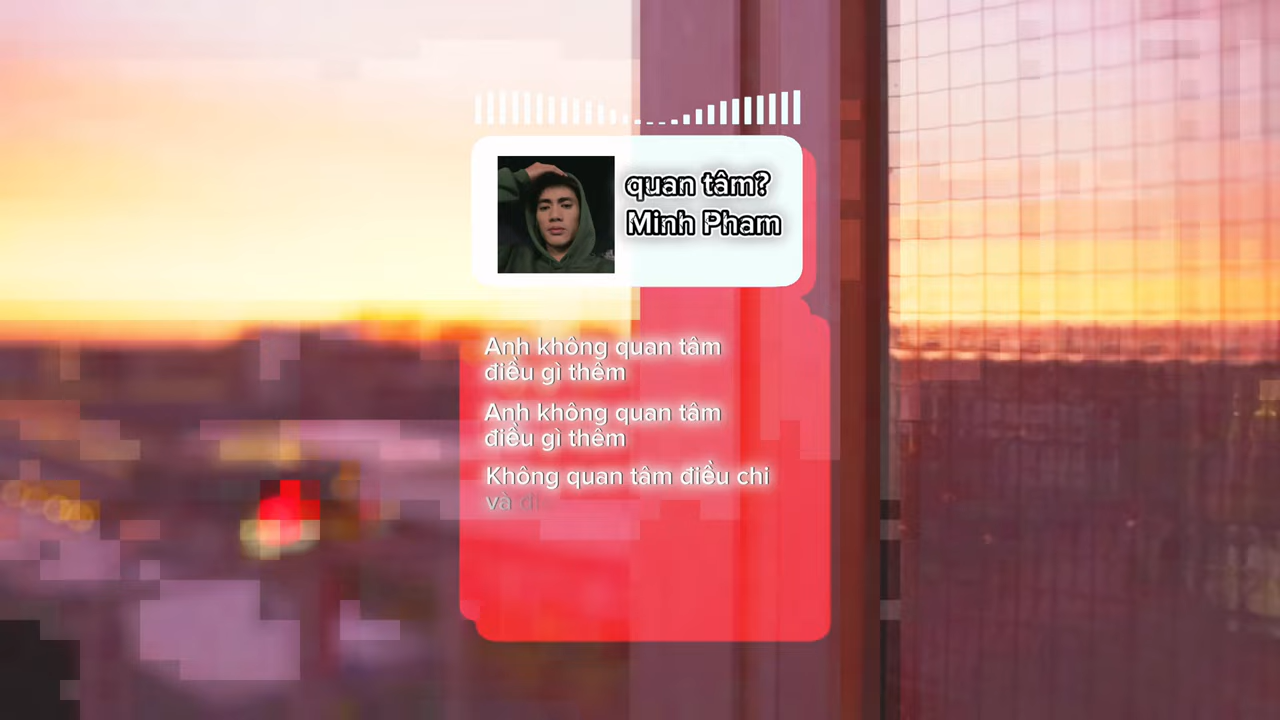 quan tâm?
Minh Pham
Anh không quan tâm
điều gì thêm
Anh không quan tâm
điều gì thêm
Không quan tâm điều chi
và